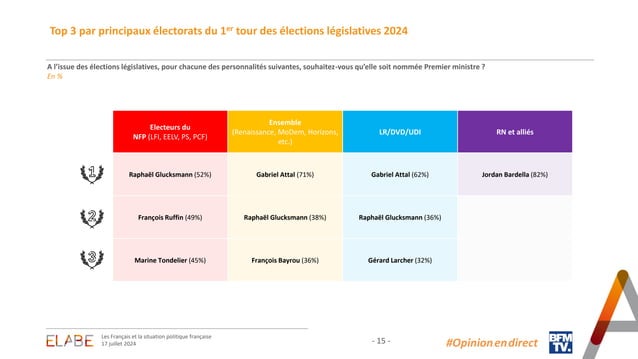 Top 3 par principaux électorats du 1er tour des élections législatives 2024
A l'issue des élections législatives, pour chacune des personnalités suivantes, souhaitez-vous qu'elle soit nommée Premier ministre ?
En %
Electeurs du
NFP (LFI, EELV, PS, PCF)
Ensemble
(Renaissance, MoDem, Horizons,
etc.)
LR/DVD/UDI
RN et alliés
1
Raphaël Glucksmann (52%)
Gabriel Attal (71%)
Gabriel Attal (62%)
Jordan Bardella (82%)
2
François Ruffin (49%)
Raphaël Glucksmann (38%)
Raphaël Glucksmann (36%)
3
Marine Tondelier (45%)
François Bayrou (36%)
Gérard Larcher (32%)
ELABE
Les Français et la situation politique française
17 juillet 2024
- 15 -
#Opinionendirect
BFM
TV.